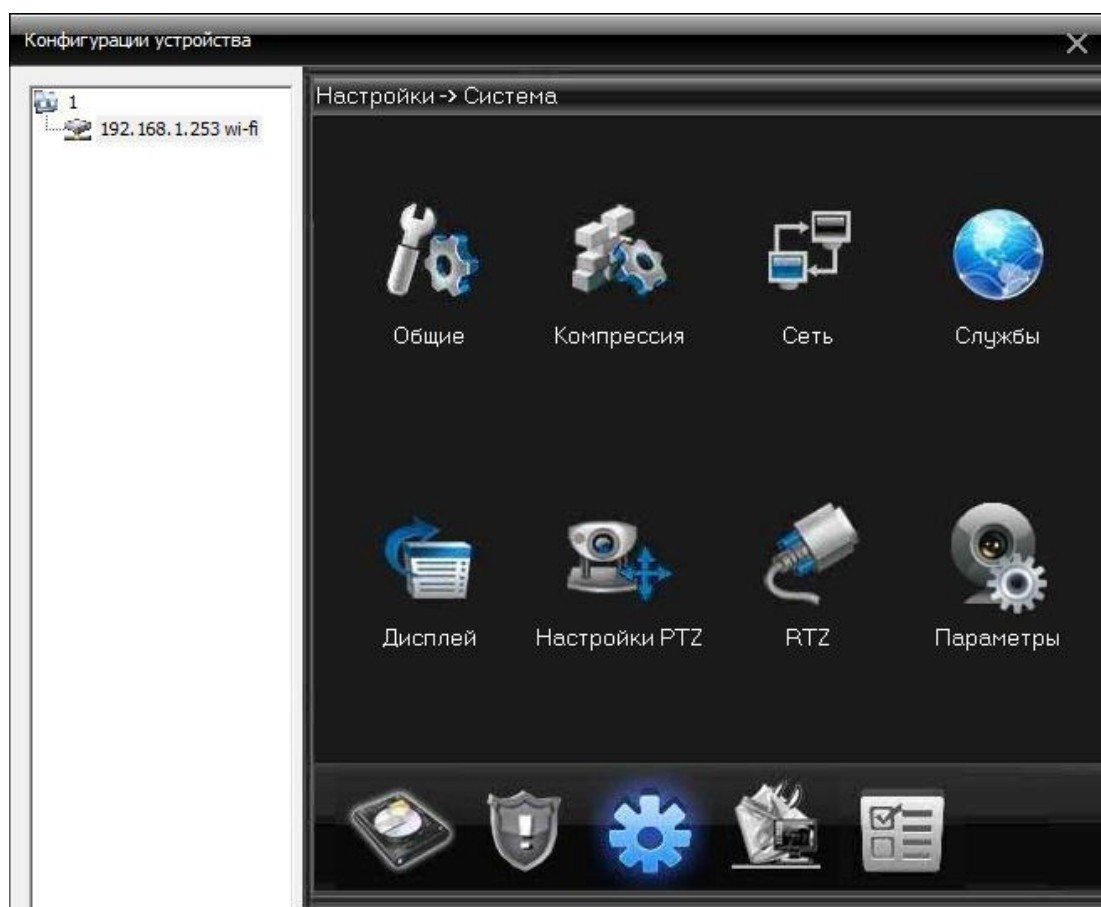 Конфигурации устройства
1
192.168.1.253 wi-fi
Настройки -> Система
Общие
Компрессия
Сеть
Службы
Дисплей
Настройки PTZ
RTZ
Параметры